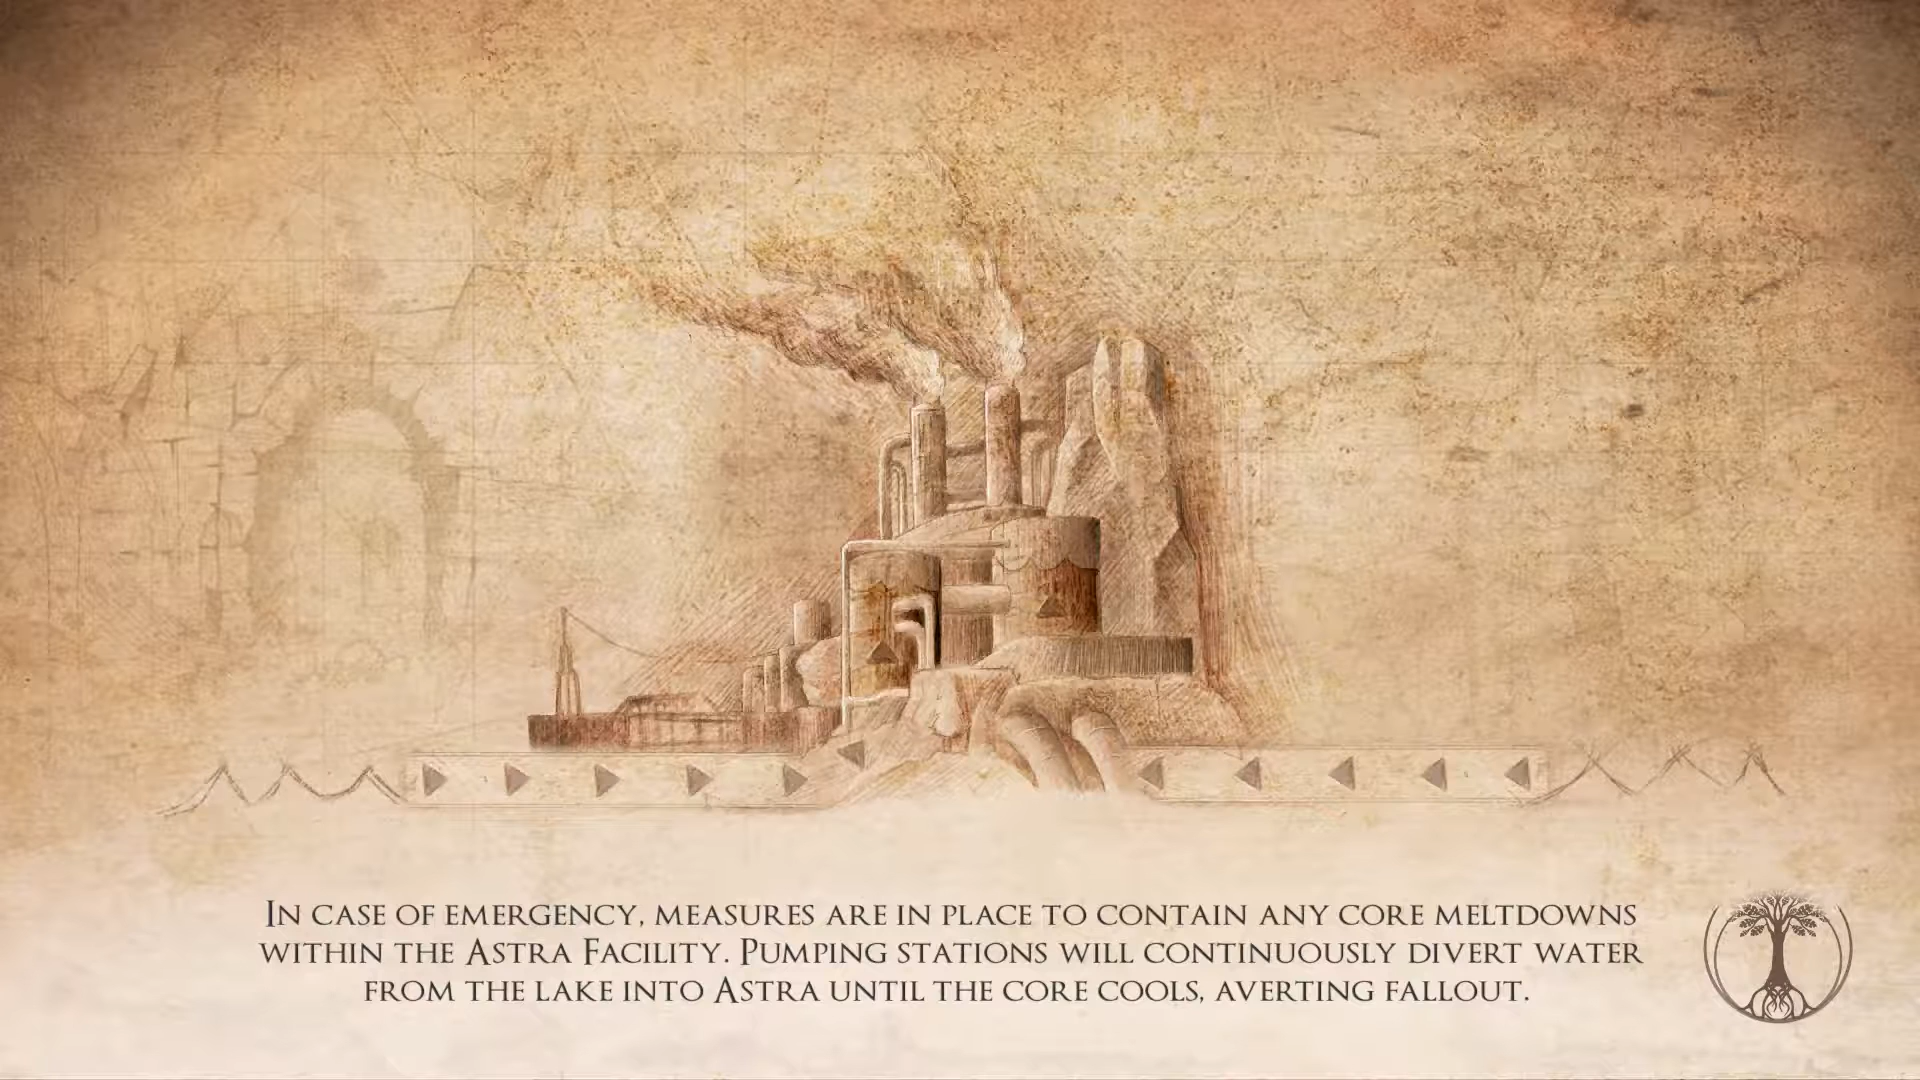 In case of emergency, measures are in place to contain any core meltdowns
within the Astra Facility. Pumping stations will continuously divert water
from the lake into Astra until the core cools, averting fallout.